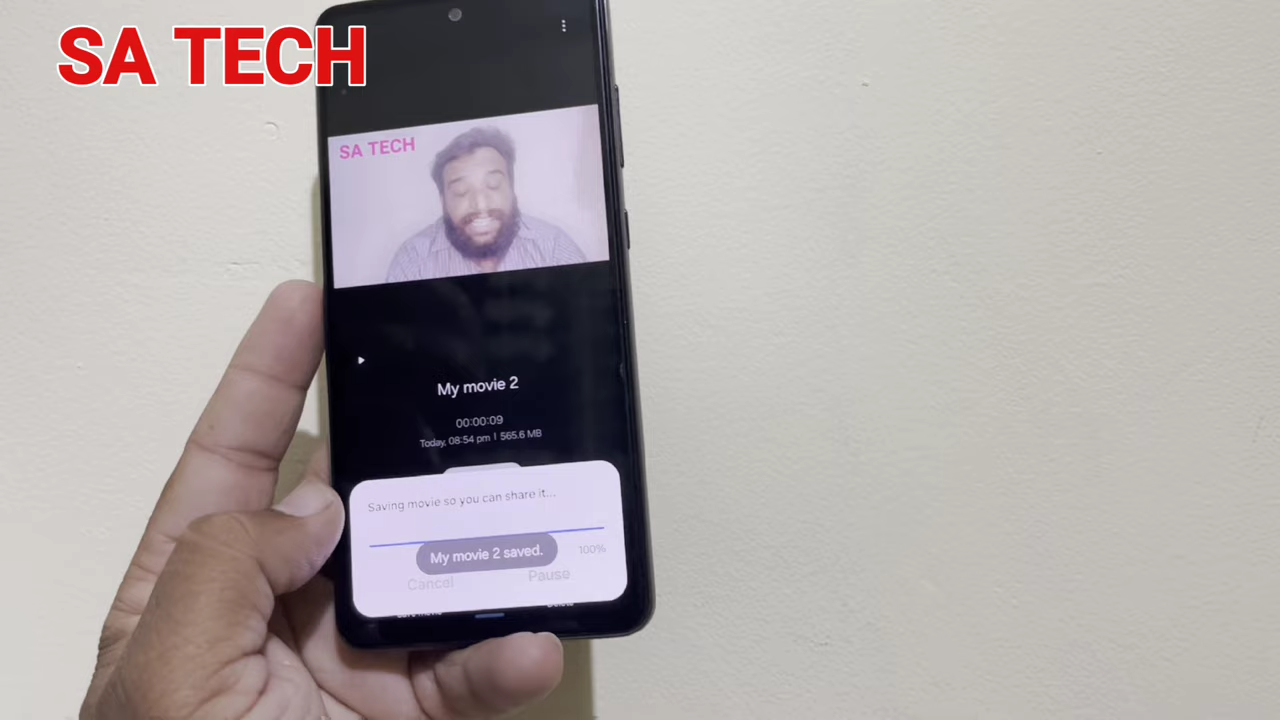 SA TECH
SA TECH
My movie 2
00:00:09
Today, 08:54 pm | 565.6 MB
Saving movie so you can share it...
My movie 2 saved.
100%
Cancel
Pause